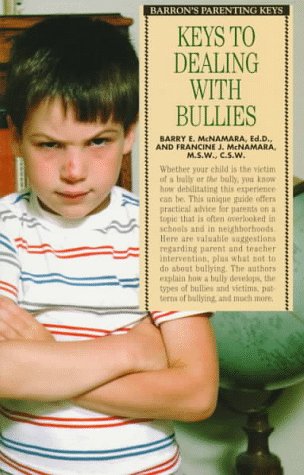 BARRON'S PARENTING KEYS
KEYS TO
DEALING
WITH
BULLIES
BARRY E. McNAMARA, Ed.D.,
AND FRANCINE J. McNAMARA,
M.S.W., C.S.W.
Whether your child is the victim
of a bully or the bully, you know
how debilitating this experience
can be. This unique guide offers
practical advice for parents on a
topic that is often overlooked in
schools and in neighborhoods.
Here are valuable suggestions
regarding parent and teacher
intervention, plus what not to
do about bullying. The authors
explain how a bully develops, the
types of bullies and victims, pat-
terns of bullying, and much more.